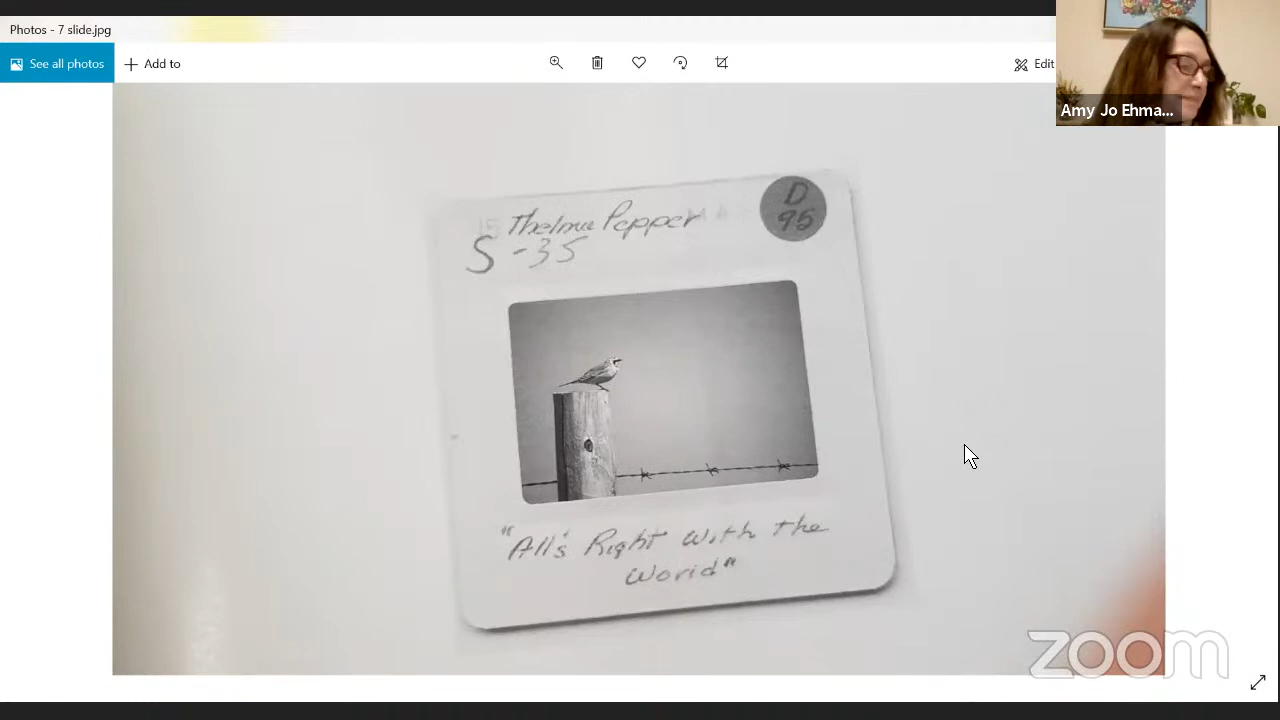 Photos - 7 slide.jpg
See all photos
Add to
Edit
Amy Jo Ehma...
Thelma Pepper
D
95
S-35
"All's Right With the
World"
zoom